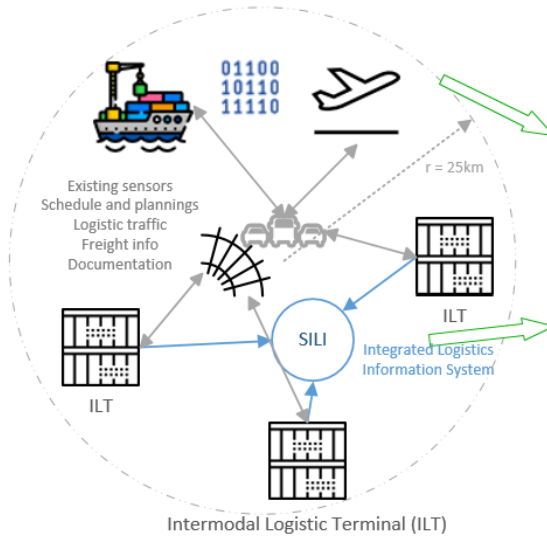 01100
10110
11110
r = 25km
Existing sensors
Schedule and plannings
Logistic traffic
Freight info
Documentation
ILT
SILI
Integrated Logistics
Information System
ILT
Intermodal Logistic Terminal (ILT)